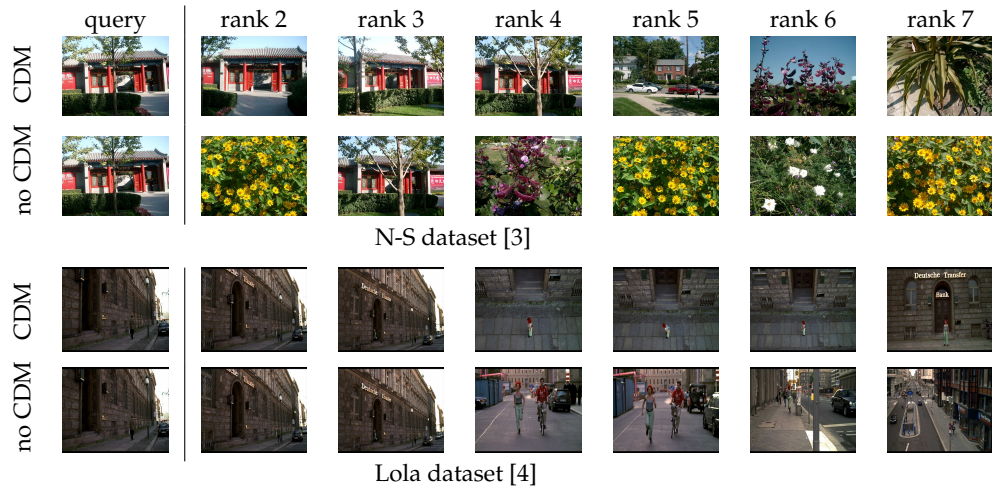 query rank 2 rank 3 rank 4 rank 5 rank 6 rank 7
CDM
no CDM
N-S dataset [3]
CDM
Deutsche Transfer
Bank
no CDM
Lola dataset [4]